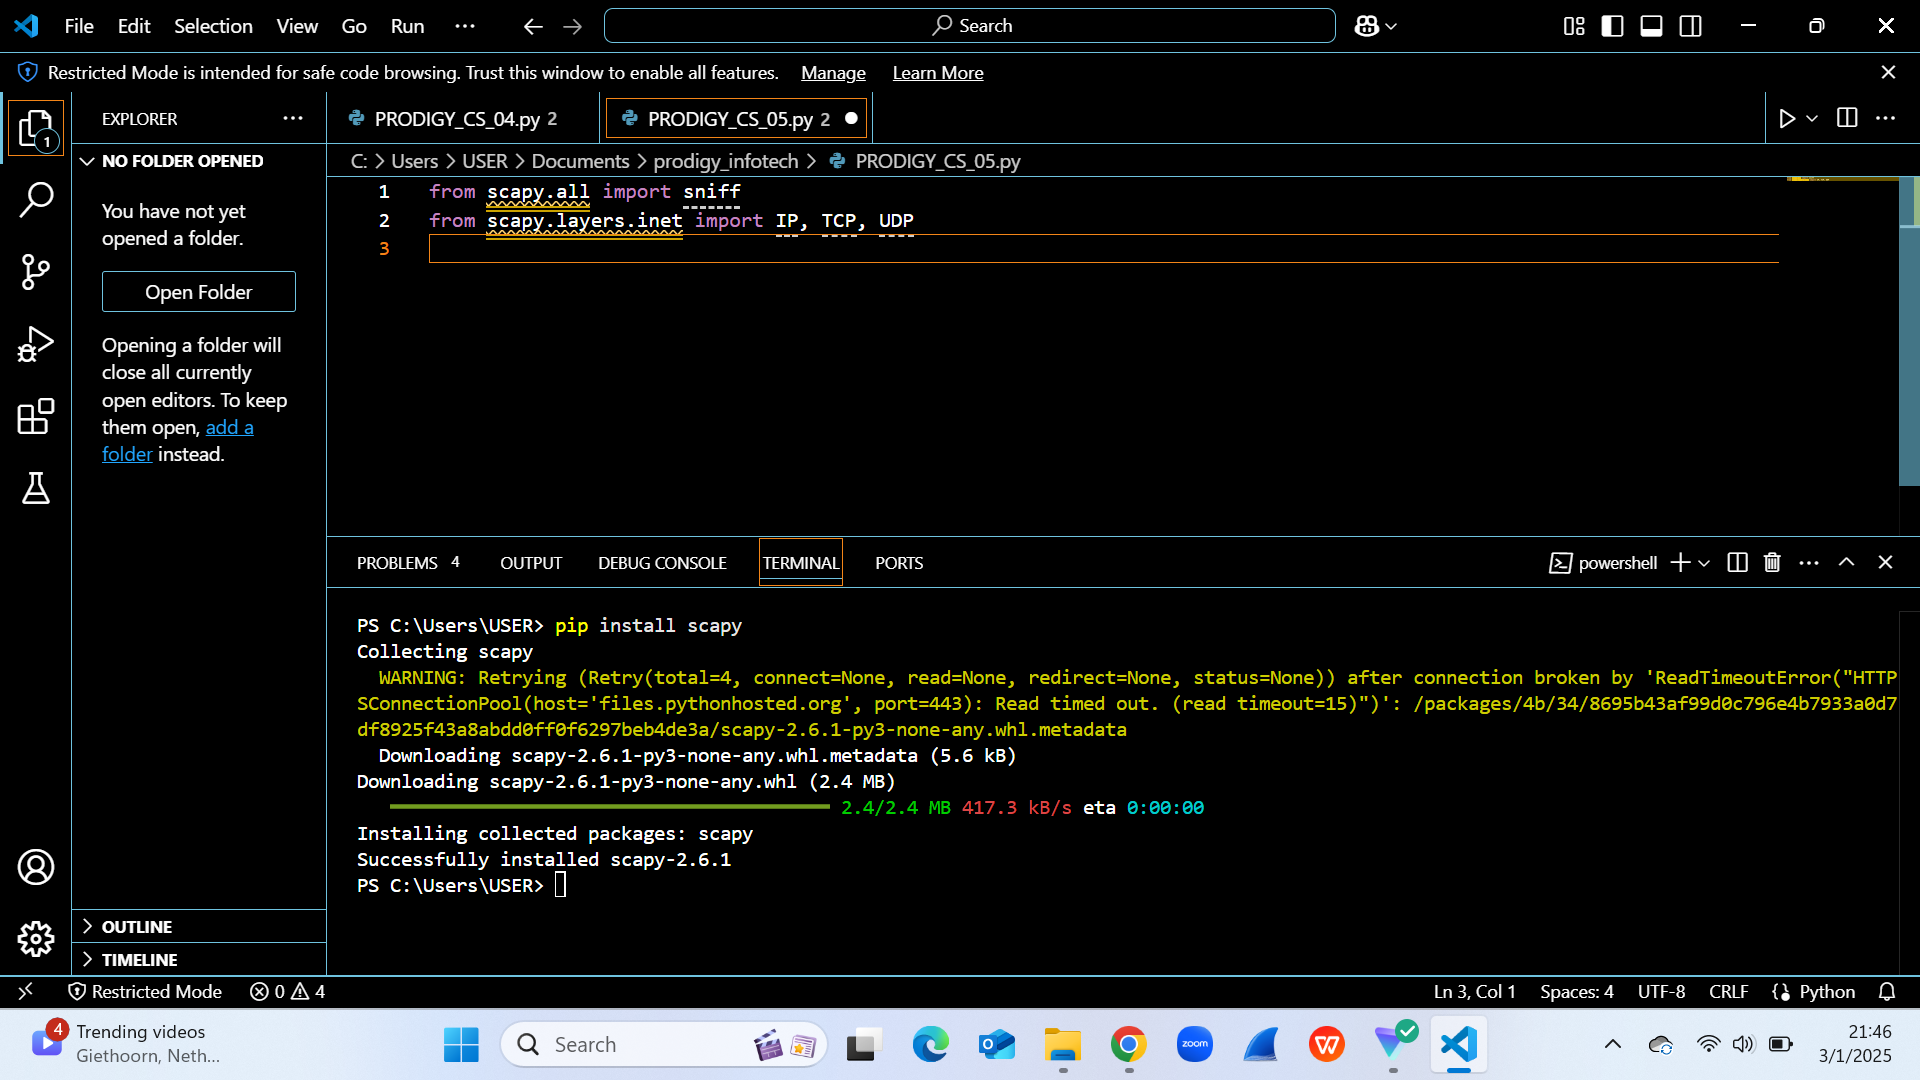 File Edit Selection View Go Run ··· Search
Restricted Mode is intended for safe code browsing. Trust this window to enable all features. Manage Learn More
1
EXPLORER
NO FOLDER OPENED
You have not yet
opened a folder.
Open Folder
Opening a folder will
close all currently
open editors. To keep
them open, add a
folder instead.
OUTLINE
TIMELINE
PRODIGY_CS_04.py 2
PRODIGY_CS_05.py 2
C: > Users > USER > Documents > prodigy_infotech > PRODIGY_CS_05.py
1 from scapy.all import sniff
2 from scapy.layers.inet import IP, TCP, UDP
3
PROBLEMS 4 OUTPUT DEBUG CONSOLE TERMINAL PORTS powershell
PS C:\Users\USER> pip install scapy
Collecting scapy
WARNING: Retrying (Retry(total=4, connect=None, read=None, redirect=None, status=None)) after connection broken by 'ReadTimeoutError("HTTP
SConnectionPool(host='files.pythonhosted.org', port=443): Read timed out. (read timeout=15)")': /packages/4b/34/8695b43af99d0c796e4b7933a0d7
df8925f43a8abdd0ff0f6297beb4de3a/scapy-2.6.1-py3-none-any.whl.metadata
Downloading scapy-2.6.1-py3-none-any.whl.metadata (5.6 kB)
Downloading scapy-2.6.1-py3-none-any.whl (2.4 MB)
2.4/2.4 MB 417.3 kB/s eta 0:00:00
Installing collected packages: scapy
Successfully installed scapy-2.6.1
PS C:\Users\USER>
Restricted Mode 0 4 Ln 3, Col 1 Spaces: 4 UTF-8 CRLF Python
4
Trending videos
Giethoorn, Neth...
Search
zoom
21:46
3/1/2025